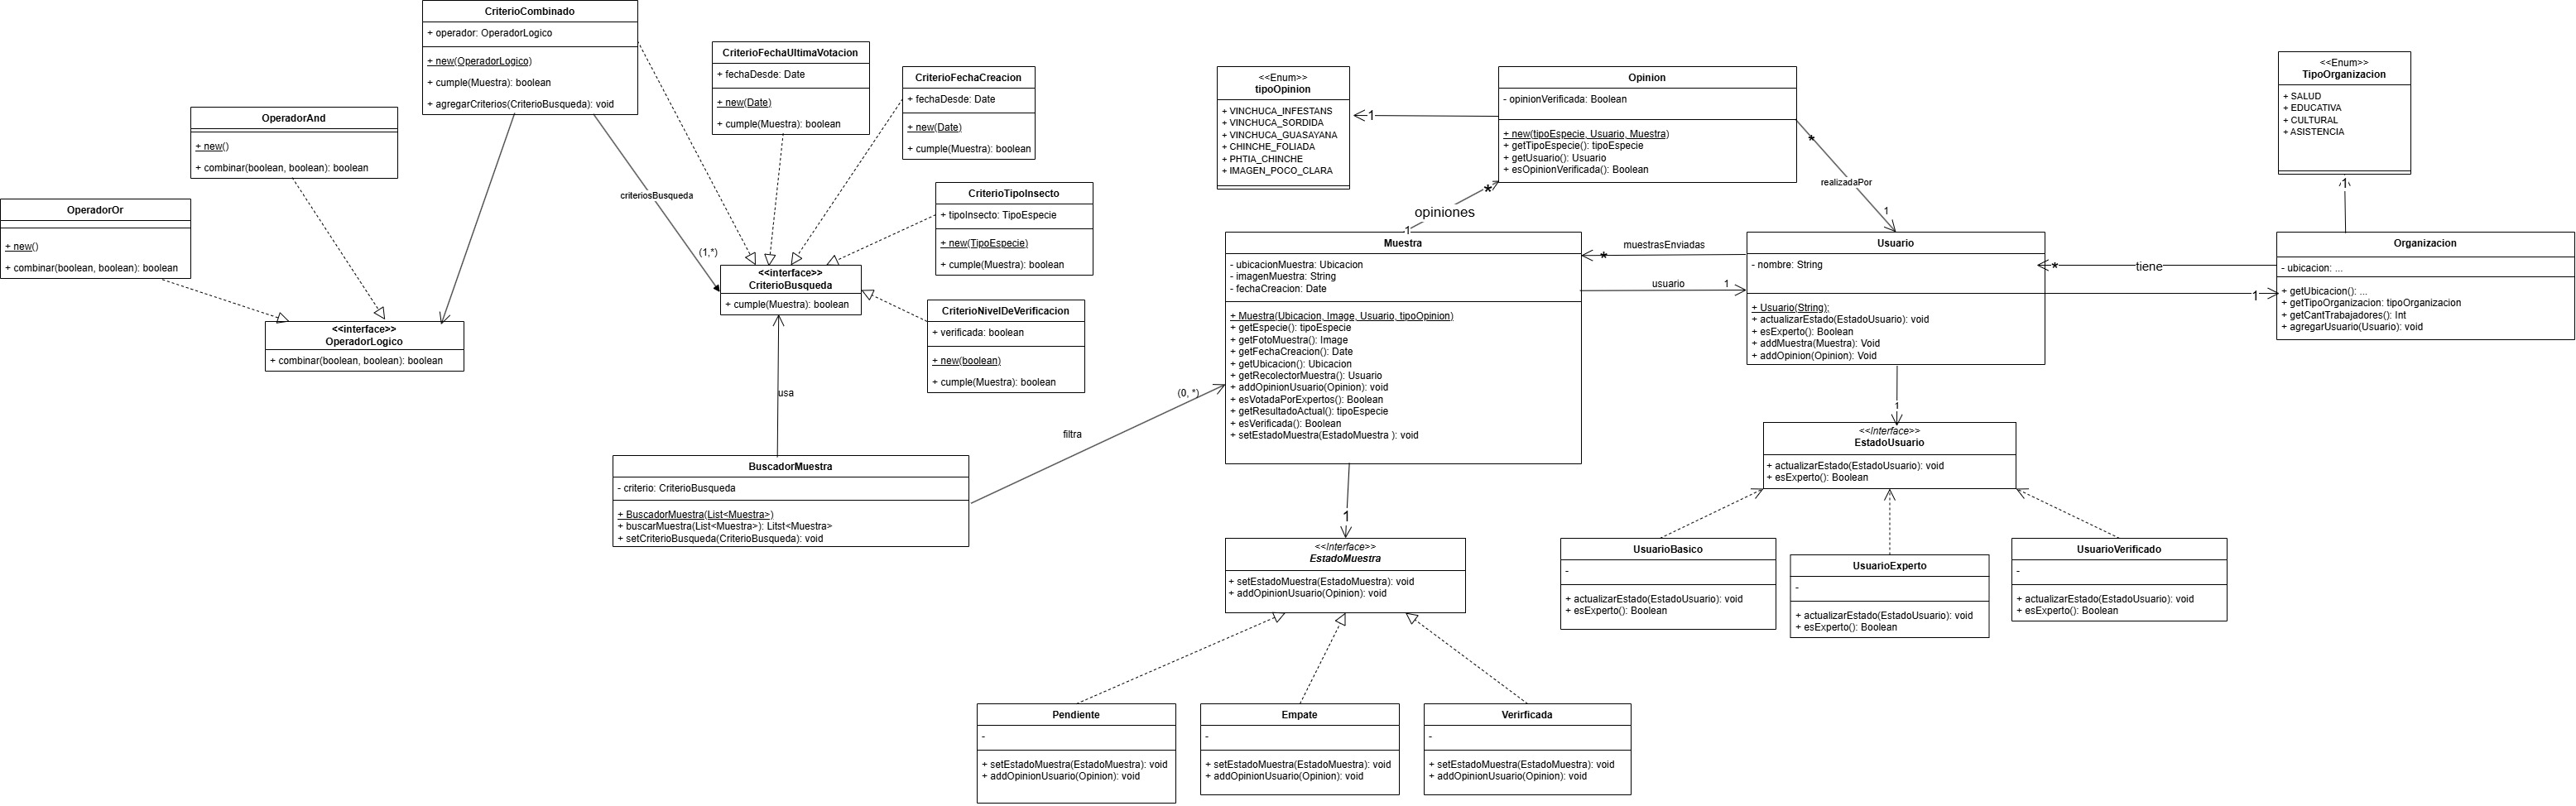 CriterioCombinado
+ operador: OperadorLogico
+ new(OperadorLogico)
+ cumple(Muestra): boolean
+ agregarCriterios(CriterioBusqueda): void
CriterioFechaUltimaVotacion
+ fechaDesde: Date
+ new(Date)
+ cumple(Muestra): boolean
CriterioFechaCreacion
+ fechaDesde: Date
+ new(Date)
+ cumple(Muestra): boolean
OperadorAnd
+ new()
+ combinar(boolean, boolean): boolean
OperadorOr
+ new()
+ combinar(boolean, boolean): boolean
<<interface>>
OperadorLogico
+ combinar(boolean, boolean): boolean
criteriosBusqueda
(1,*)
CriterioTipoInsecto
+ tipoInsecto: TipoEspecie
+ new(TipoEspecie)
+ cumple(Muestra): boolean
<<interface>>
CriterioBusqueda
+ cumple(Muestra): boolean
CriterioNivelDeVerificacion
+ verificada: boolean
+ new(boolean)
+ cumple(Muestra): boolean
usa
BuscadorMuestra
- criterio: CriterioBusqueda
+ BuscadorMuestra(List<Muestra>)
+ buscarMuestra(List<Muestra>): Litst<Muestra>
+ setCriterioBusqueda(CriterioBusqueda): void
filtra
(0, *)
<<Enum>>
tipoOpinion
+ VINCHUCA_INFESTANS
+ VINCHUCA_SORDIDA
+ VINCHUCA_GUASAYANA
+ CHINCHE_FOLIADA
+ PHTIA_CHINCHE
+ IMAGEN_POCO_CLARA
1
Opinion
- opinionVerificada: Boolean
+ new(tipoEspecie, Usuario, Muestra)
+ getTipoEspecie(): tipoEspecie
+ getUsuario(): Usuario
+ esOpinionVerificada(): Boolean
*
opiniones
1
*
realizadaPor
1
Muestra
- ubicacionMuestra: Ubicacion
- imagenMuestra: String
- fechaCreacion: Date
+ Muestra(Ubicacion, Image, Usuario, tipoOpinion)
+ getEspecie(): tipoEspecie
+ getFotoMuestra(): Image
+ getFechaCreacion(): Date
+ getUbicacion(): Ubicacion
+ getRecolectorMuestra(): Usuario
+ addOpinionUsuario(Opinion): void
+ esVotadaPorExpertos(): Boolean
+ getResultadoActual(): tipoEspecie
+ esVerificada(): Boolean
+ setEstadoMuestra(EstadoMuestra ): void
muestrasEnviadas
*
usuario
1
Usuario
- nombre: String
+ Usuario(String):
+ actualizarEstado(EstadoUsuario): void
+ esExperto(): Boolean
+ addMuestra(Muestra): Void
+ addOpinion(Opinion): Void
*
tiene
1
<<Enum>>
TipoOrganizacion
+ SALUD
+ EDUCATIVA
+ CULTURAL
+ ASISTENCIA
1
Organizacion
- ubicacion: ...
+ getUbicacion(): ...
+ getTipoOrganizacion: tipoOrganizacion
+ getCantTrabajadores(): Int
+ agregarUsuario(Usuario): void
1
<<Interface>>
EstadoUsuario
+ actualizarEstado(EstadoUsuario): void
+ esExperto(): Boolean
UsuarioBasico
-
+ actualizarEstado(EstadoUsuario): void
+ esExperto(): Boolean
UsuarioExperto
-
+ actualizarEstado(EstadoUsuario): void
+ esExperto(): Boolean
UsuarioVerificado
-
+ actualizarEstado(EstadoUsuario): void
+ esExperto(): Boolean
1
<<Interface>>
EstadoMuestra
+ setEstadoMuestra(EstadoMuestra): void
+ addOpinionUsuario(Opinion): void
Pendiente
-
+ setEstadoMuestra(EstadoMuestra): void
+ addOpinionUsuario(Opinion): void
Empate
-
+ setEstadoMuestra(EstadoMuestra): void
+ addOpinionUsuario(Opinion): void
Verirficada
-
+ setEstadoMuestra(EstadoMuestra): void
+ addOpinionUsuario(Opinion): void